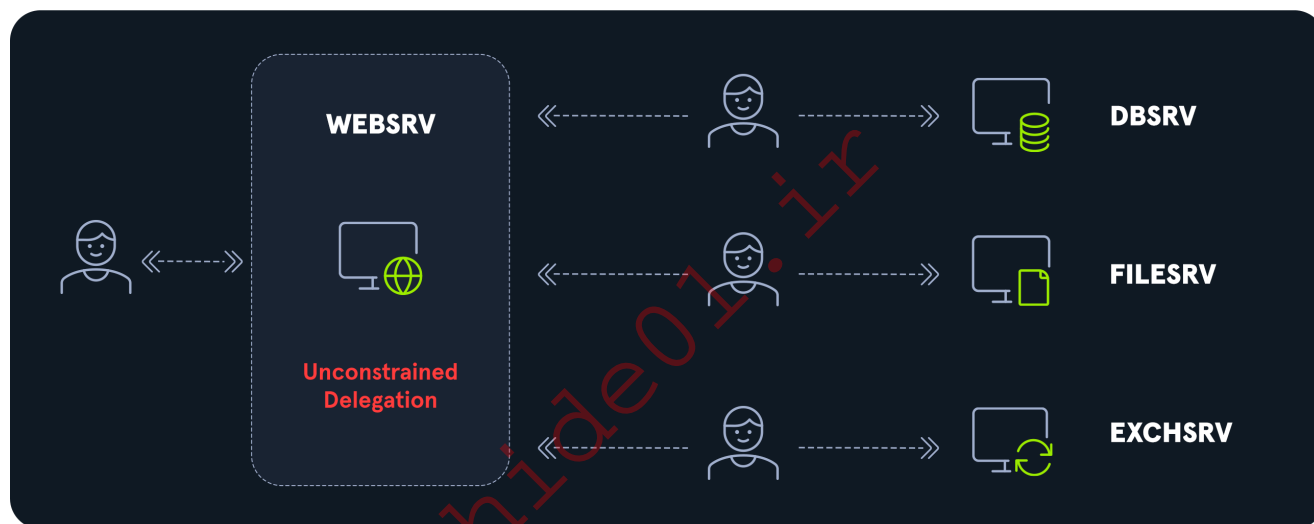 WEBSRV
Unconstrained
Delegation
DBSRV
FILESRV
EXCHSRV
hide01.ir